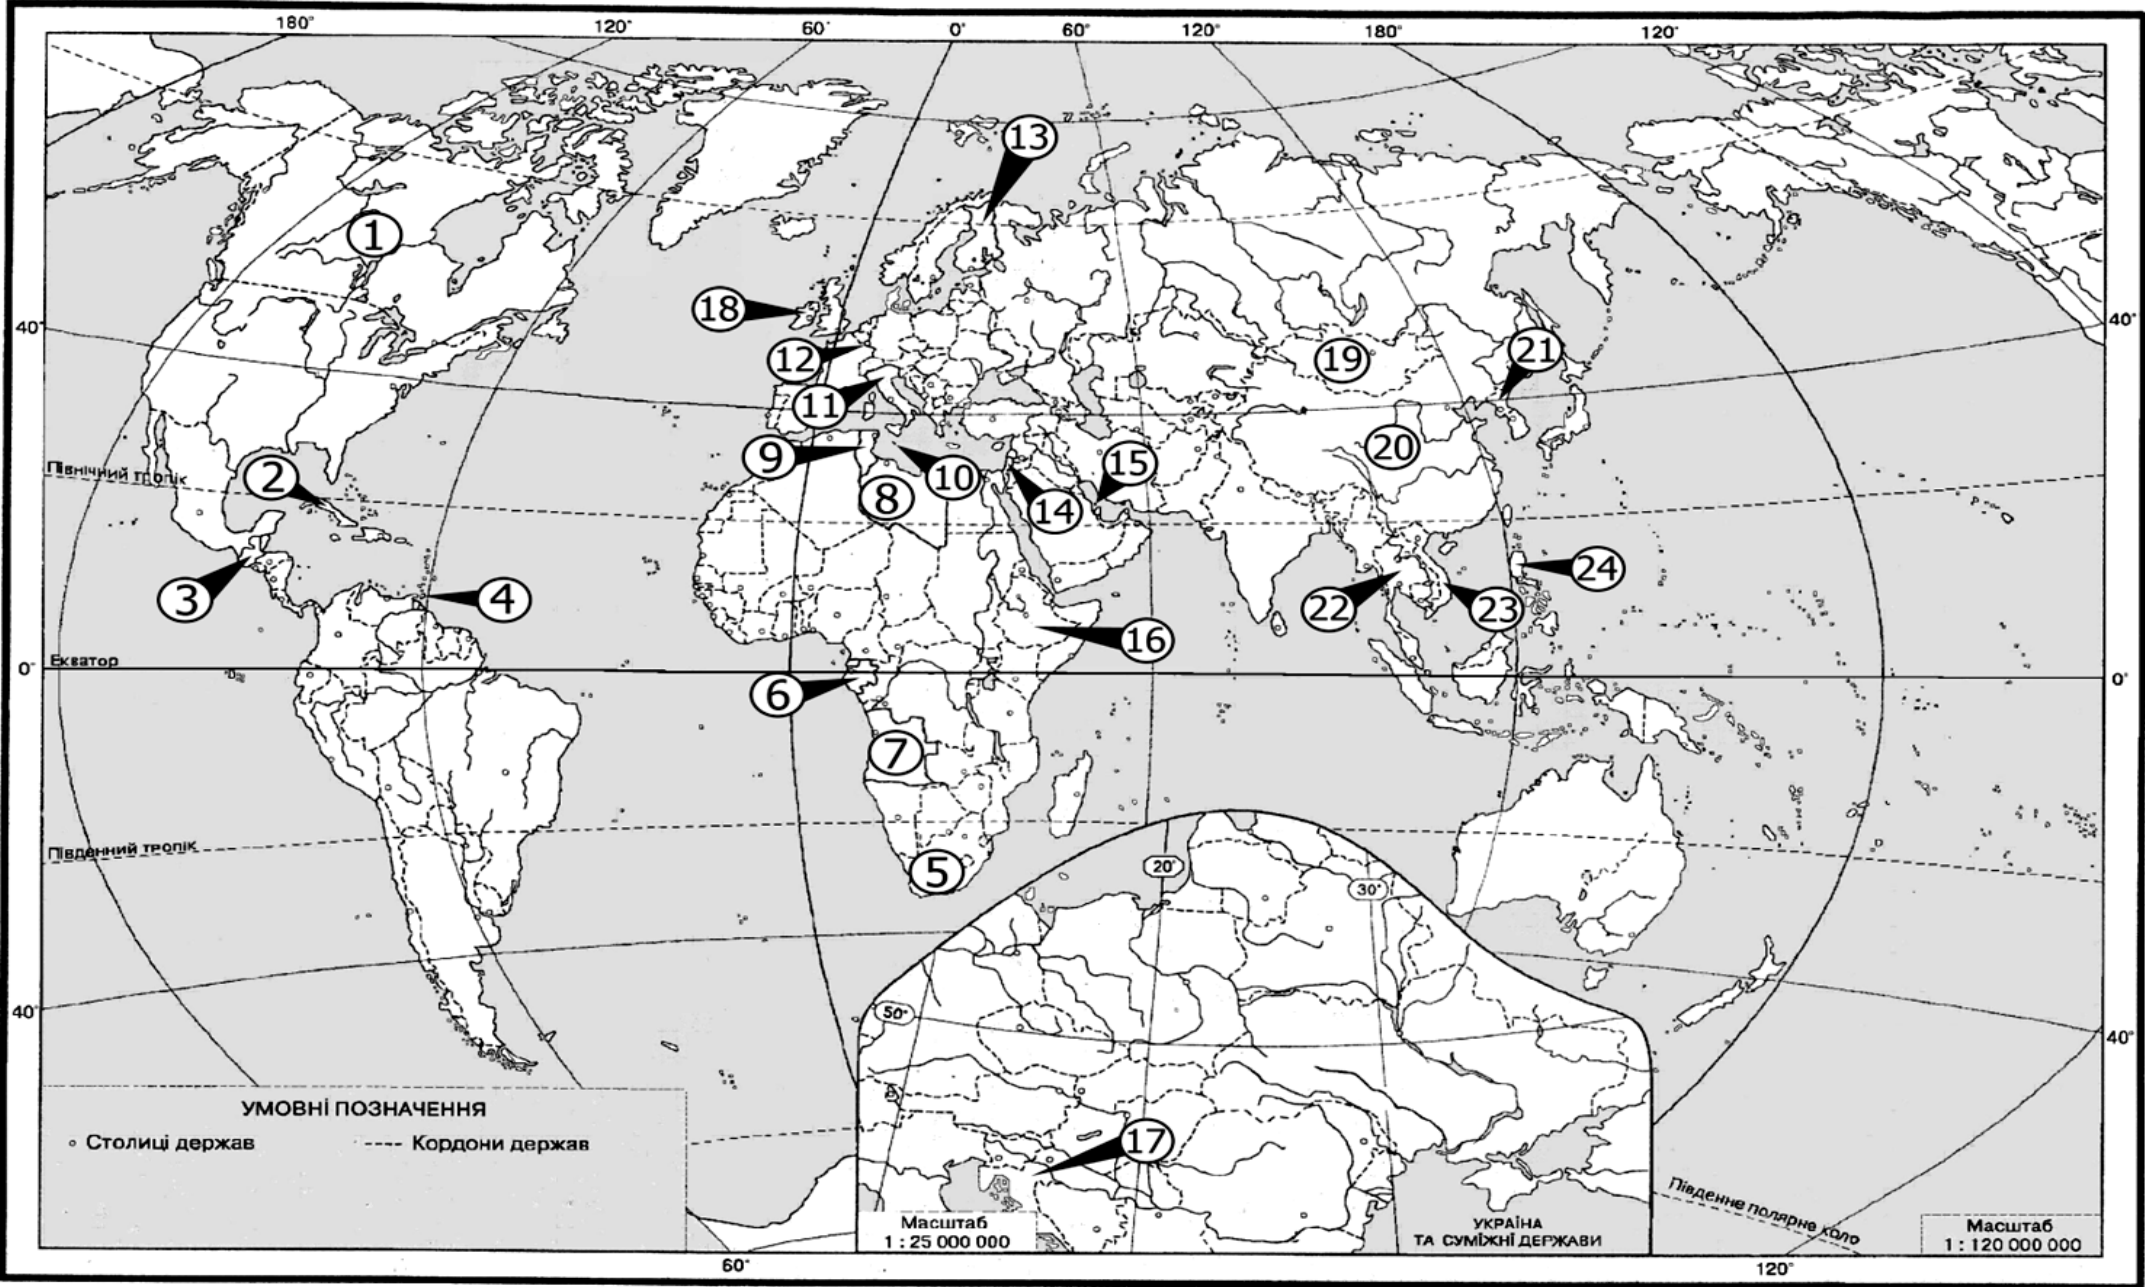 180° 120° 60° 0° 60° 120° 180° 120°
13
1
18
40°
40°
12
19
21
11
20
9
15
2
10
8
14
Північний тропік
24
3
4
22
23
16
0°
Екватор
0°
6
7
Південний тропік
5
20°
30°
50°
40°
40°
УМОВНІ ПОЗНАЧЕННЯ
Столиці держав
Кордони держав
17
Південне полярне коло
Масштаб
1 : 25 000 000
УКРАЇНА
ТА СУМІЖНІ ДЕРЖАВИ
Масштаб
1 : 120 000 000
60°
120°